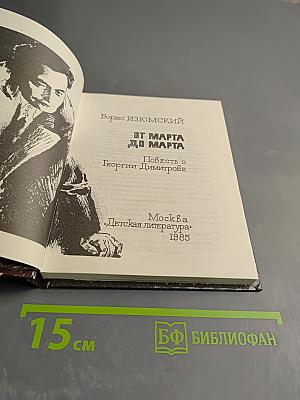 Борис ИЗЮМСКИЙ
ОТ МАРТА
ДО МАРТА
Повесть о
Георгии Димитрове
Москва
«Детская литература»
1985
15 см
БФ БИБЛИОФАН